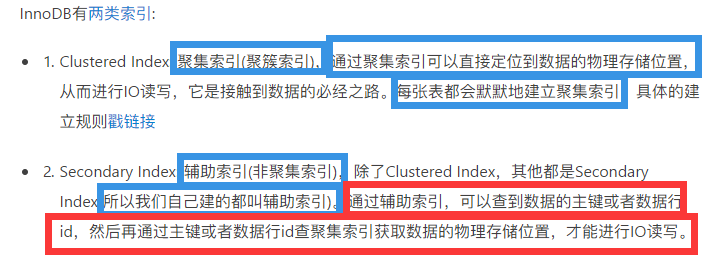 InnoDB有两类索引:
1. Clustered Index 聚集索引(聚簇索引)，通过聚集索引可以直接定位到数据的物理存储位置，
从而进行IO读写，它是接触到数据的必经之路。每张表都会默默地建立聚集索引 具体的建
立规则戳链接
2. Secondary Index 辅助索引(非聚集索引)，除了Clustered Index，其他都是Secondary
Index 所以我们自己建的都叫辅助索引)。通过辅助索引，可以查到数据的主键或者数据行
id，然后再通过主键或者数据行id查聚集索引获取数据的物理存储位置，才能进行IO读写。